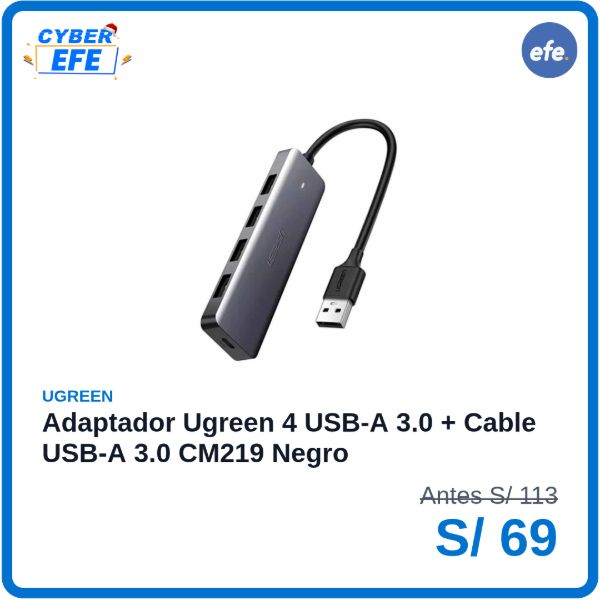 CYBER
EFE
efe.
UGREEN
Adaptador Ugreen 4 USB-A 3.0 + Cable
USB-A 3.0 CM219 Negro
Antes S/ 113
S/ 69